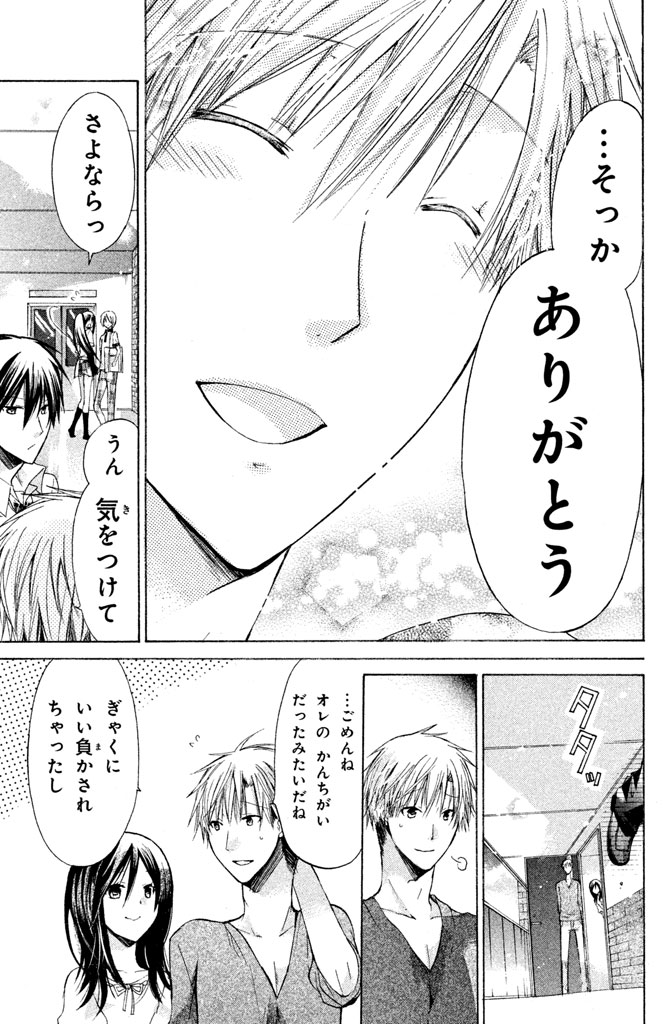 …そっか
ありがとう
さよならっ
うん
気をつけて
タタタッ
…ごめんね
オレの かんちがい
だったみたいだね
ぎゃくに
いい負かされ
ちゃったし